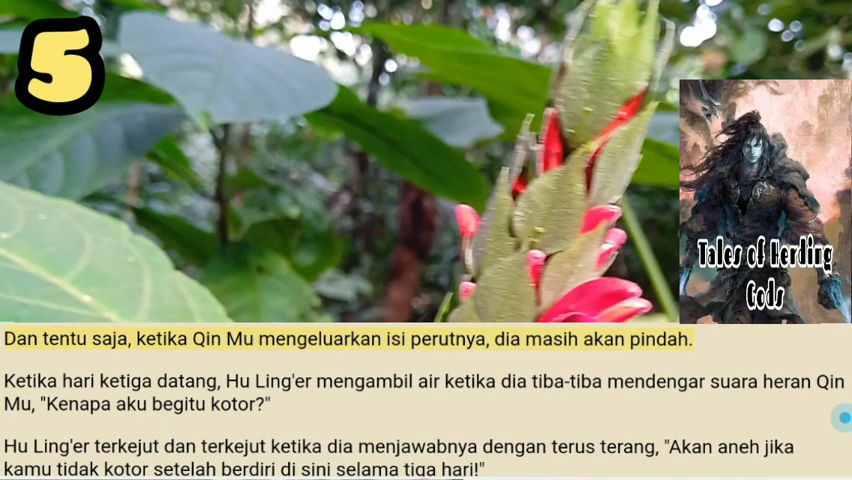 5
Tales of Herding
Gods
Dan tentu saja, ketika Qin Mu mengeluarkan isi perutnya, dia masih akan pindah.
Ketika hari ketiga datang, Hu Ling'er mengambil air ketika dia tiba-tiba mendengar suara heran Qin
Mu, "Kenapa aku begitu kotor?"
Hu Ling'er terkejut dan terkejut ketika dia menjawabnya dengan terus terang, "Akan aneh jika
kamu tidak kotor setelah berdiri di sini selama tiga hari!"